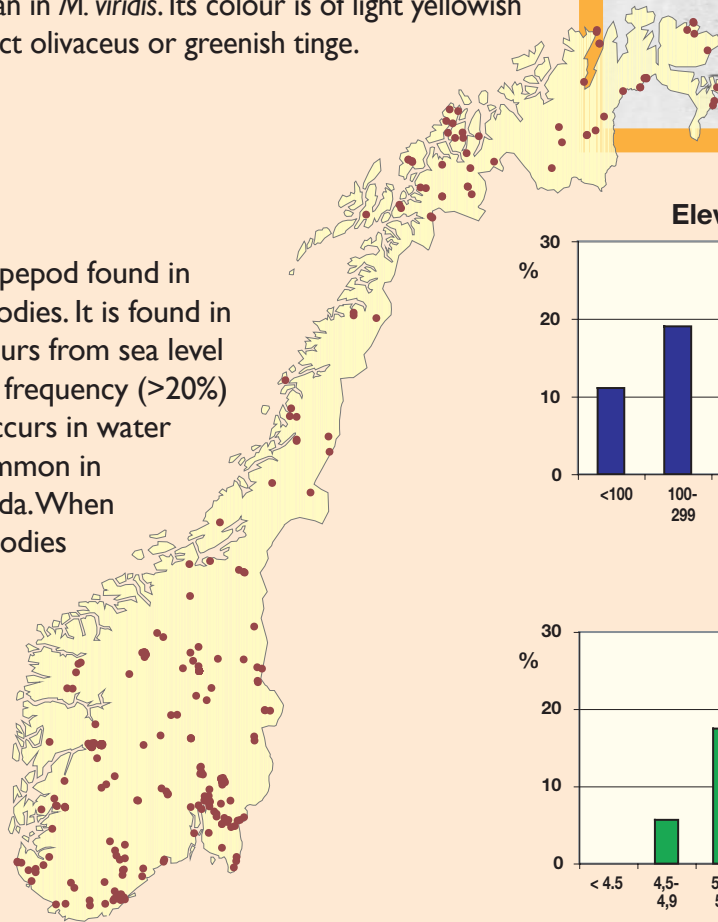 an in M. viridis. Its colour is of light yellowish
ct olivaceus or greenish tinge.
pepod found in
odies. It is found in
urs from sea level
frequency (>20%)
ccurs in water
mmon in
da. When
odies
Elev
30
%
20
10
0
<100
100-
299
30
%
20
10
0
< 4.5
4,5-
4,9
5
5